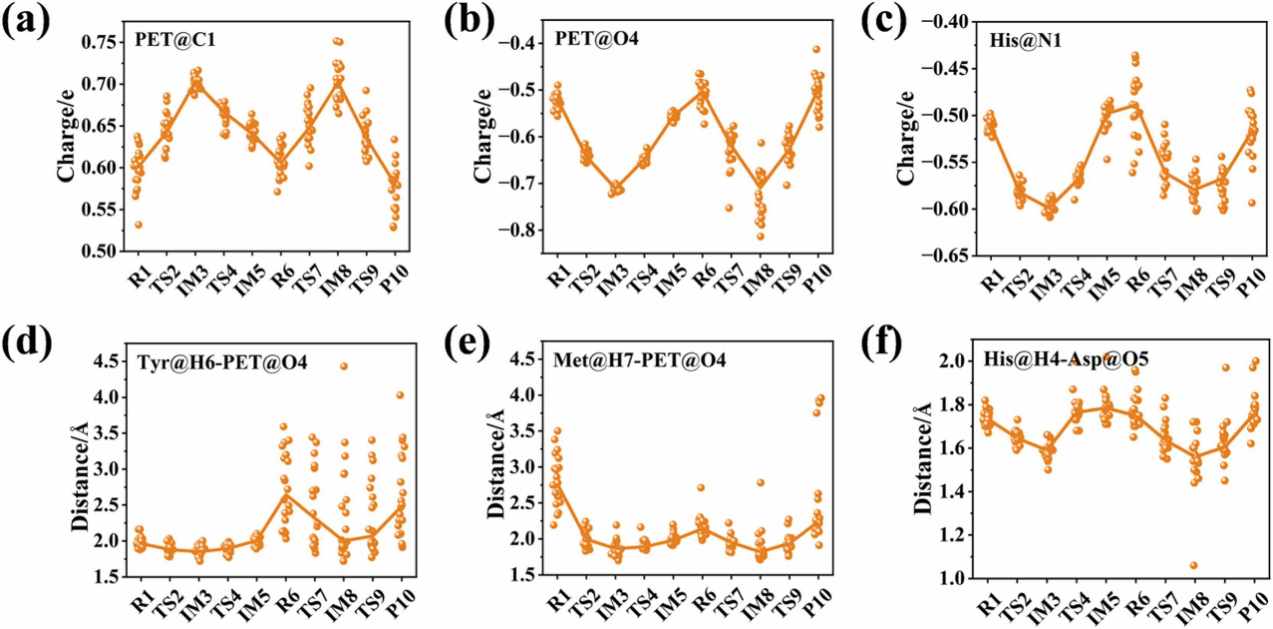 (a)
PET@C1
Charge/e
0.75
0.70
0.65
0.60
0.55
0.50
R1 TS2 IM3 TS4 IM5 R6 TS7 IM8 TS9 P10
(b)
PET@O4
Charge/e
−0.4
−0.5
−0.6
−0.7
−0.8
R1 TS2 IM3 TS4 IM5 R6 TS7 IM8 TS9 P10
(c)
His@N1
Charge/e
−0.40
−0.45
−0.50
−0.55
−0.60
−0.65
R1 TS2 IM3 TS4 IM5 R6 TS7 IM8 TS9 P10
(d)
Tyr@H6-PET@O4
Distance/Å
4.5
4.0
3.5
3.0
2.5
2.0
1.5
R1 TS2 IM3 TS4 IM5 R6 TS7 IM8 TS9 P10
(e)
Met@H7-PET@O4
Distance/Å
4.5
4.0
3.5
3.0
2.5
2.0
1.5
R1 TS2 IM3 TS4 IM5 R6 TS7 IM8 TS9 P10
(f)
His@H4-Asp@O5
Distance/Å
2.0
1.8
1.6
1.4
1.2
1.0
R1 TS2 IM3 TS4 IM5 R6 TS7 IM8 TS9 P10